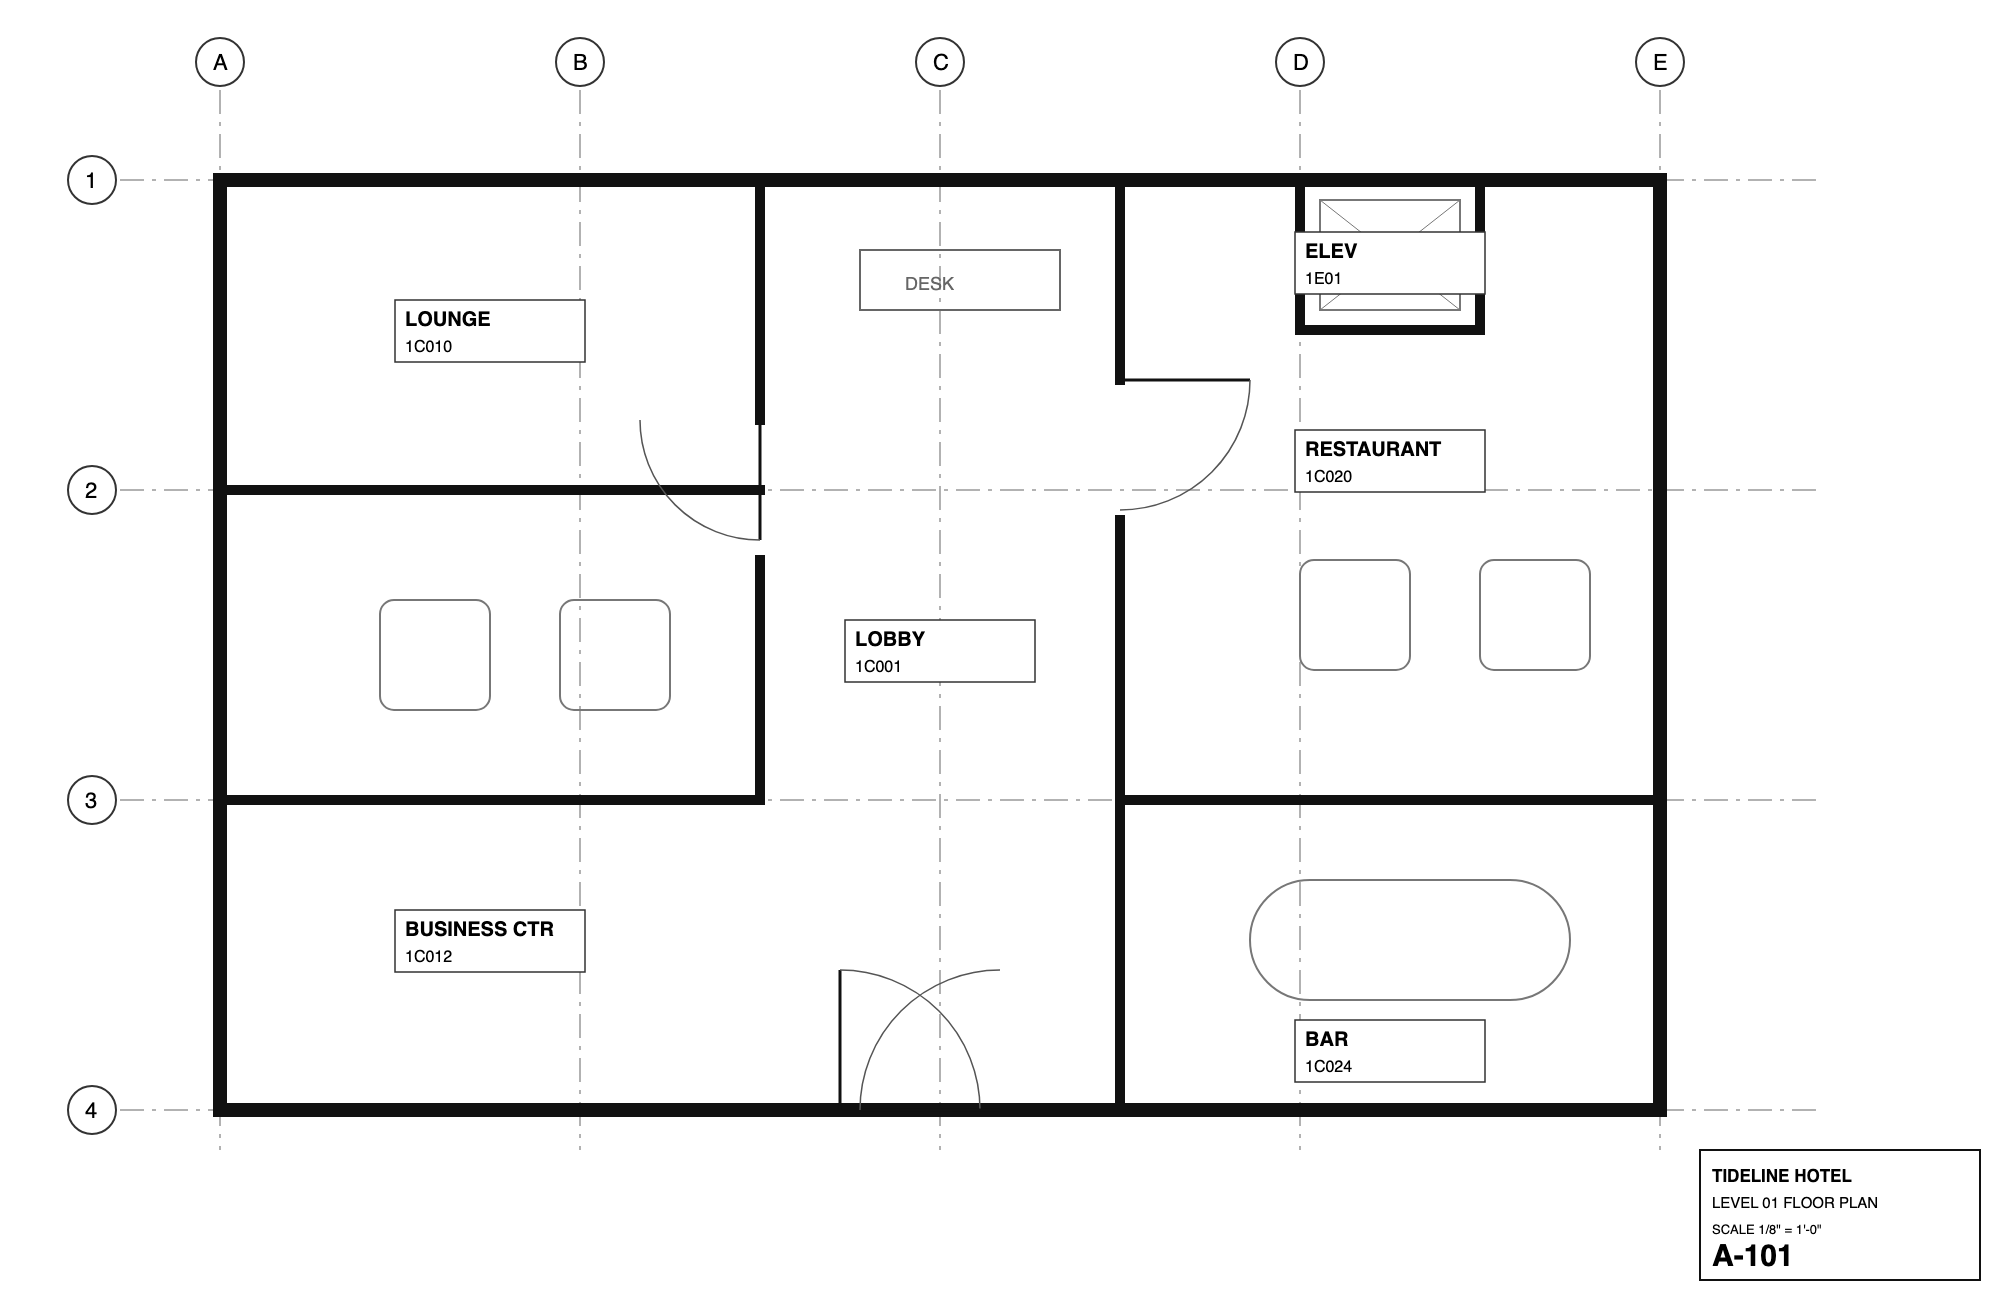 A
B
C
D
E
1
2
3
4
ELEV
1E01
DESK
LOUNGE
1C010
RESTAURANT
1C020
LOBBY
1C001
BUSINESS CTR
1C012
BAR
1C024
TIDELINE HOTEL
LEVEL 01 FLOOR PLAN
SCALE 1/8" = 1'-0"
A-101